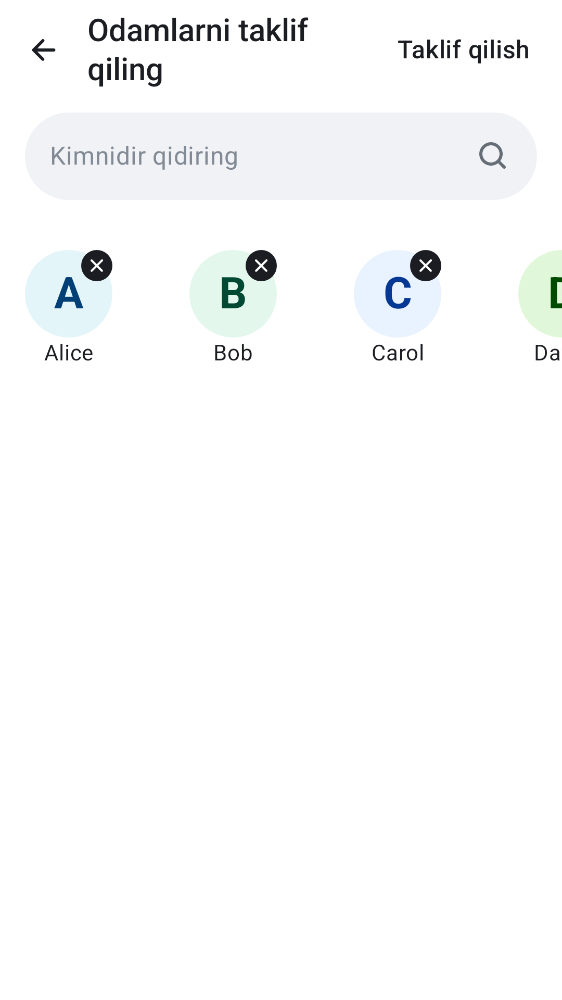 Odamlarni taklif
qiling
Taklif qilish
Kimnidir qidiring
A
B
C
Alice
Bob
Carol
Da